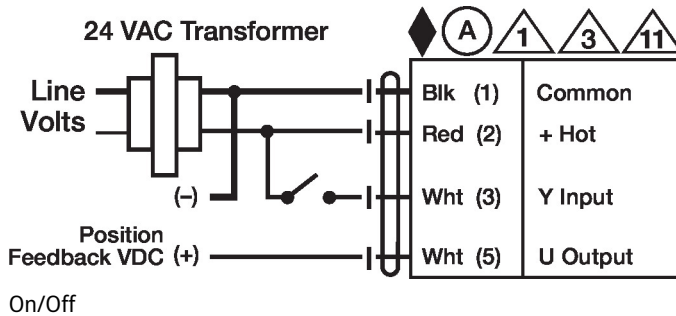 24 VAC Transformer
A 1 3 11
Line
Volts
Blk (1) Common
Red (2) + Hot
(–)
Wht (3) Y Input
Position
Feedback VDC (+)
Wht (5) U Output
On/Off